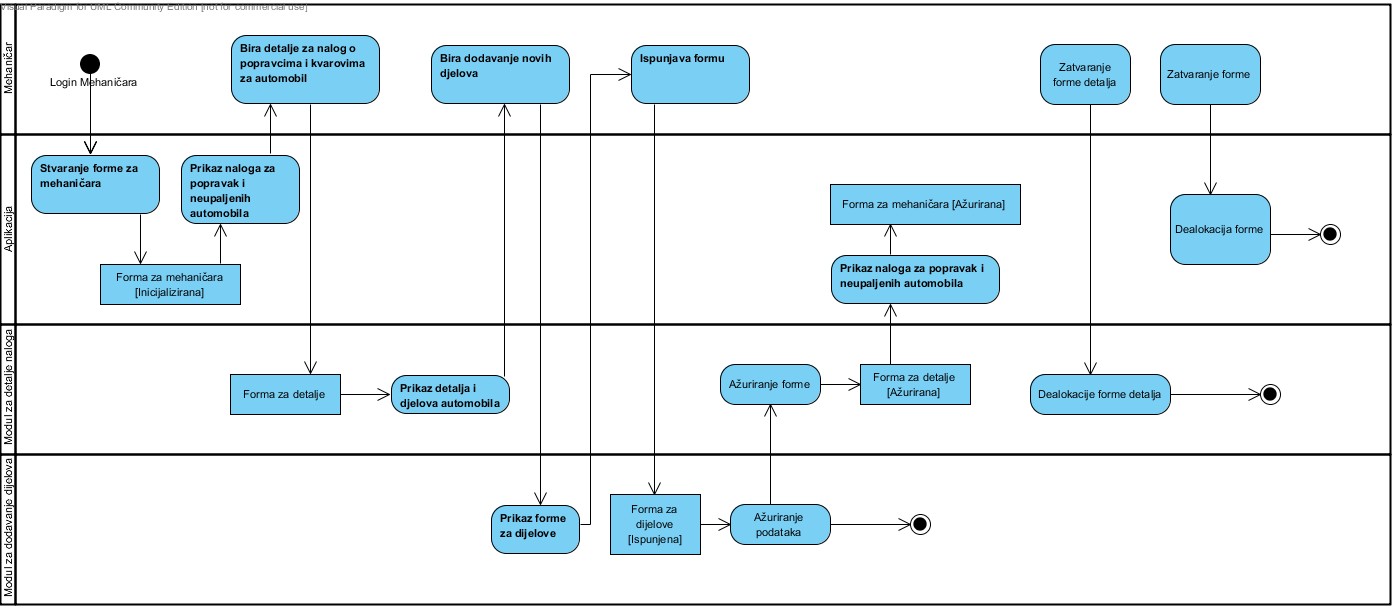 Visual Paradigm for UML Community Edition [not for commercial use]
Mehaničar
Login Mehaničara
Bira detalje za nalog o
popravcima i kvarovima
za automobil
Bira dodavanje novih
djelova
Ispunjava formu
Zatvaranje
forme detalja
Zatvaranje forme
Aplikacija
Stvaranje forme za
mehaničara
Prikaz naloga za
popravak i
neupaljenih
automobila
Forma za mehaničara
[Inicijalizirana]
Forma za mehaničara [Ažurirana]
Prikaz naloga za popravak i
neupaljenih automobila
Dealokacija forme
Modul za detalje naloga
Forma za detalje
Prikaz detalja i
djelova automobila
Ažuriranje forme
Forma za detalje
[Ažurirana]
Dealokacije forme detalja
Modul za dodavanje dijelova
Prikaz forme
za dijelove
Forma za
dijelove
[Ispunjena]
Ažuriranje
podataka